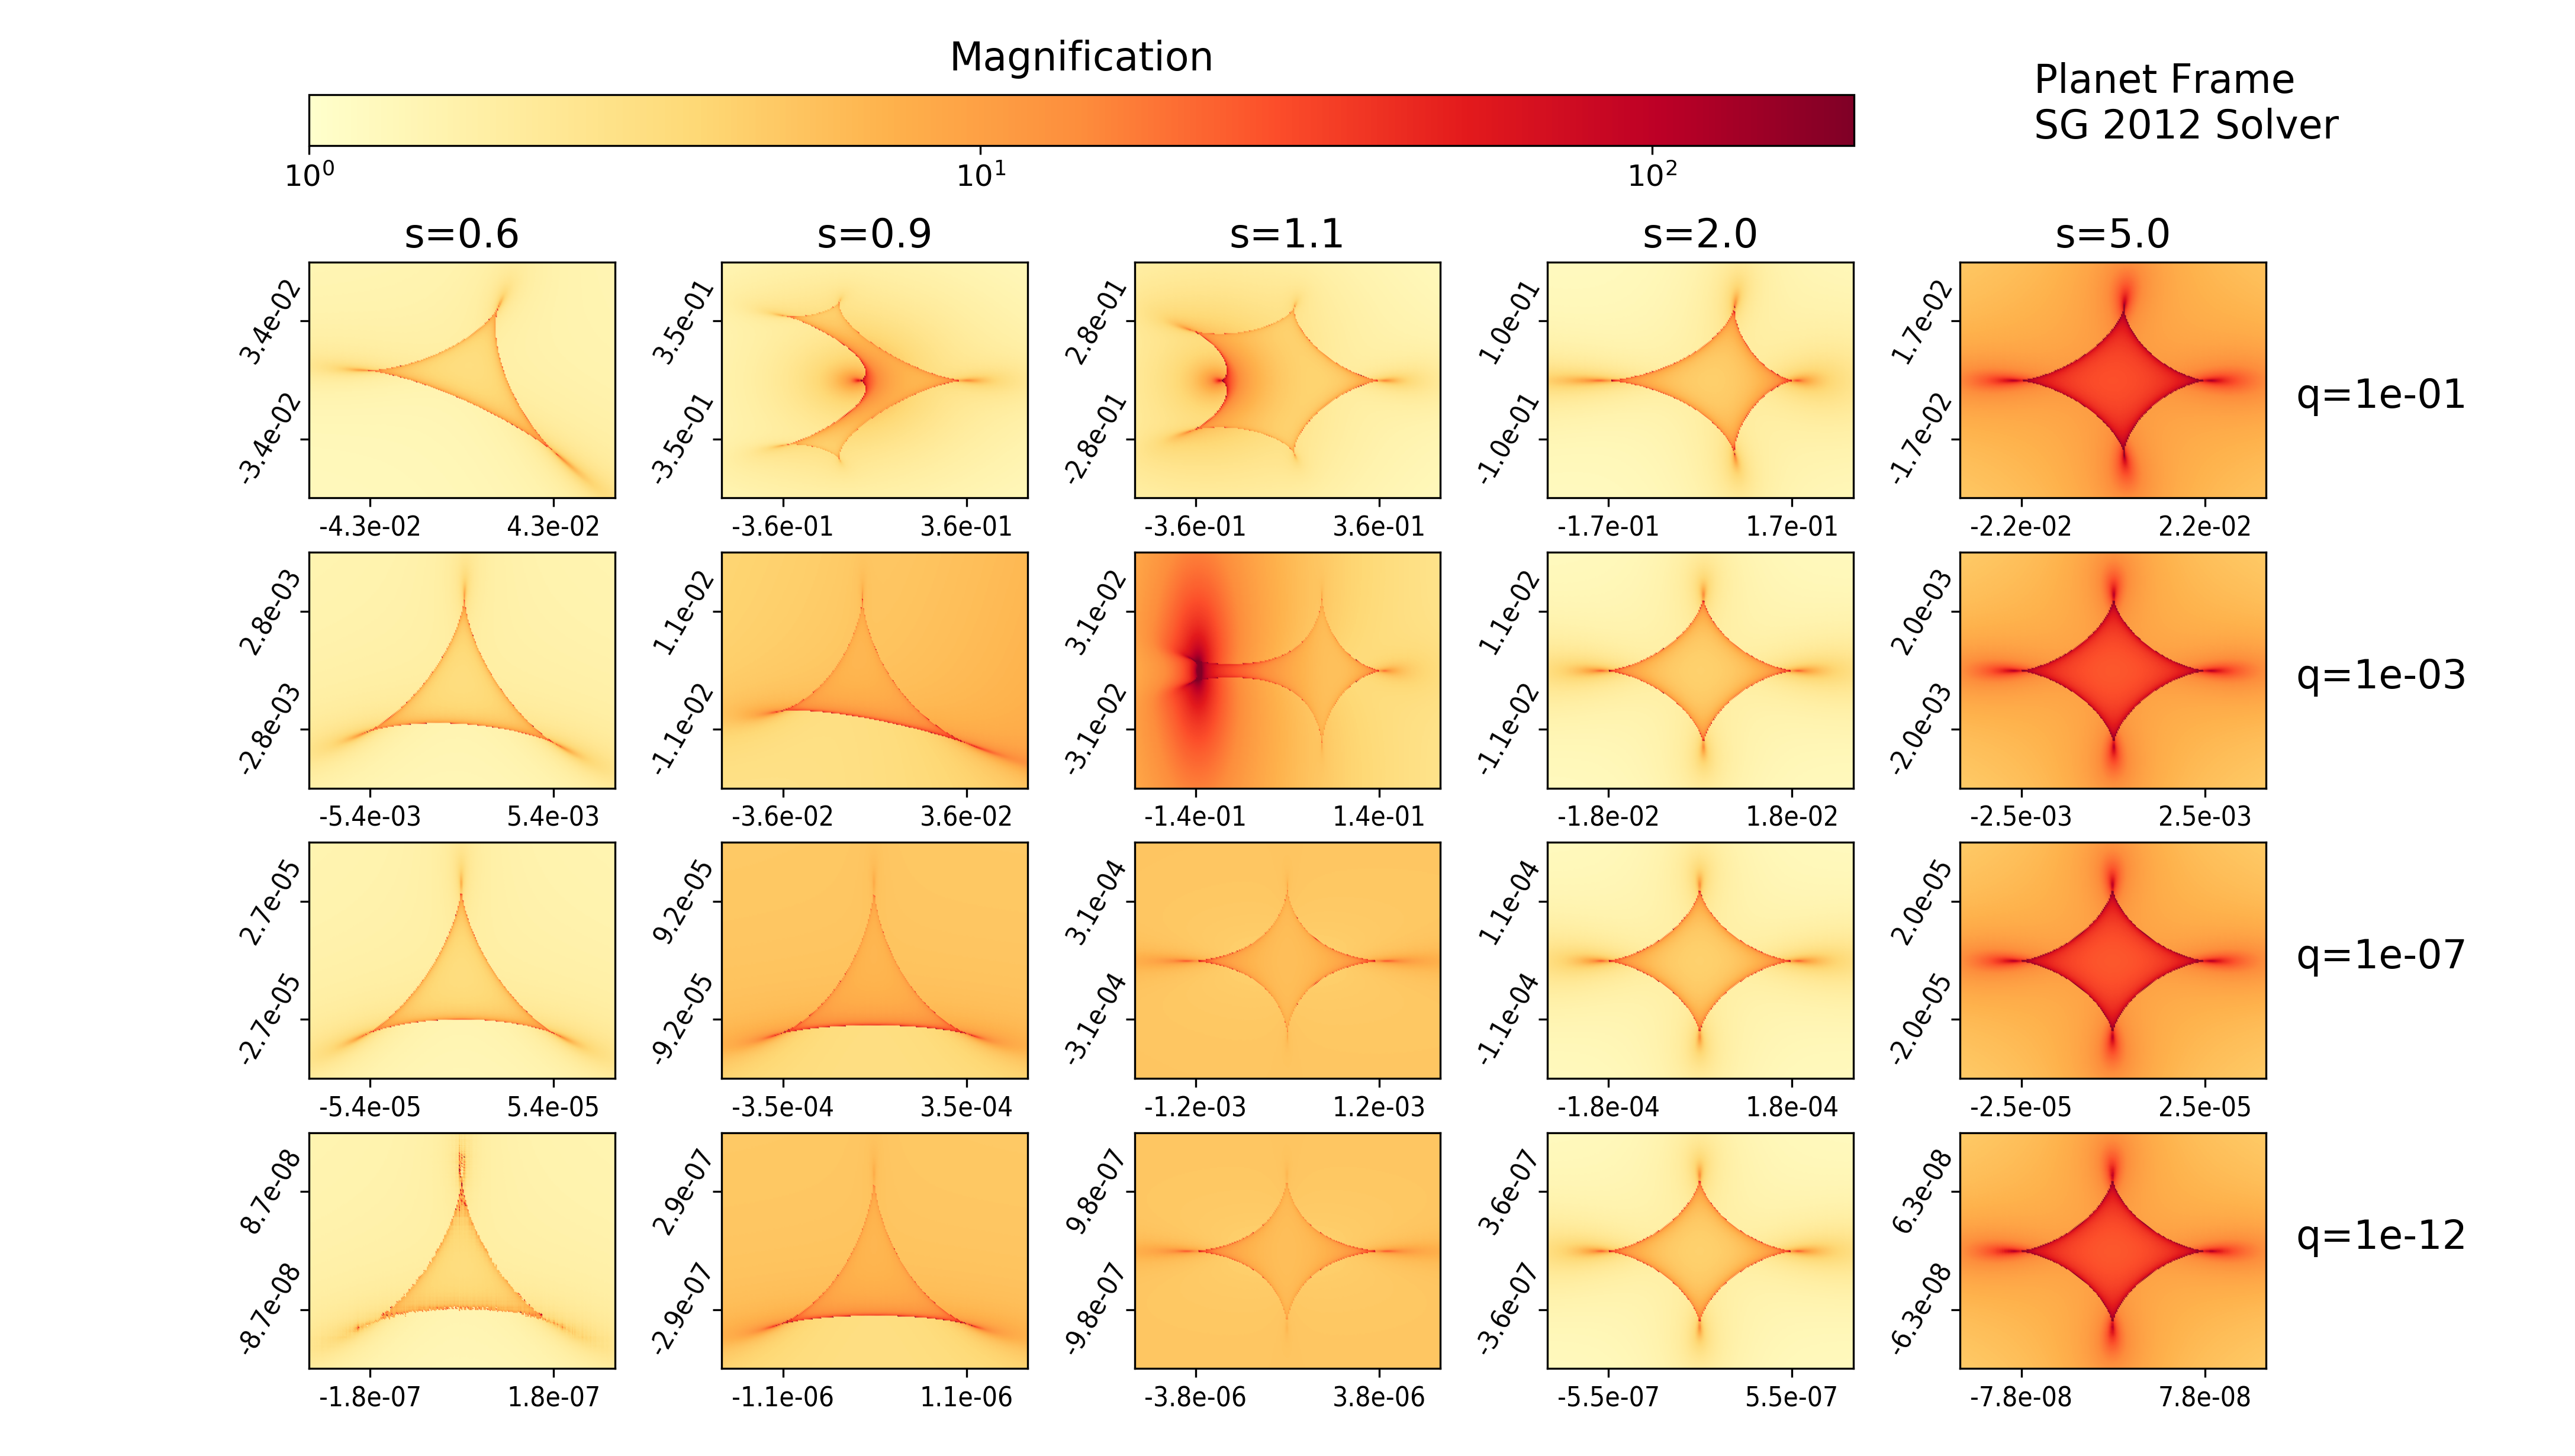 Magnification
Planet Frame
SG 2012 Solver
10⁰ 10¹ 10²
s=0.6 s=0.9 s=1.1 s=2.0 s=5.0
3.4e-02 3.5e-01 2.8e-01 1.0e-01 1.7e-02
-3.4e-02 -3.5e-01 -2.8e-01 -1.0e-01 -1.7e-02
q=1e-01
-4.3e-02 4.3e-02 -3.6e-01 3.6e-01 -3.6e-01 3.6e-01 -1.7e-01 1.7e-01 -2.2e-02 2.2e-02
2.8e-03 1.1e-02 3.1e-02 1.1e-02 2.0e-03
-2.8e-03 -1.1e-02 -3.1e-02 -1.1e-02 -2.0e-03
q=1e-03
-5.4e-03 5.4e-03 -3.6e-02 3.6e-02 -1.4e-01 1.4e-01 -1.8e-02 1.8e-02 -2.5e-03 2.5e-03
2.7e-05 9.2e-05 3.1e-04 1.1e-04 2.0e-05
-2.7e-05 -9.2e-05 -3.1e-04 -1.1e-04 -2.0e-05
q=1e-07
-5.4e-05 5.4e-05 -3.5e-04 3.5e-04 -1.2e-03 1.2e-03 -1.8e-04 1.8e-04 -2.5e-05 2.5e-05
8.7e-08 2.9e-07 9.8e-07 3.6e-07 6.3e-08
-8.7e-08 -2.9e-07 -9.8e-07 -3.6e-07 -6.3e-08
q=1e-12
-1.8e-07 1.8e-07 -1.1e-06 1.1e-06 -3.8e-06 3.8e-06 -5.5e-07 5.5e-07 -7.8e-08 7.8e-08